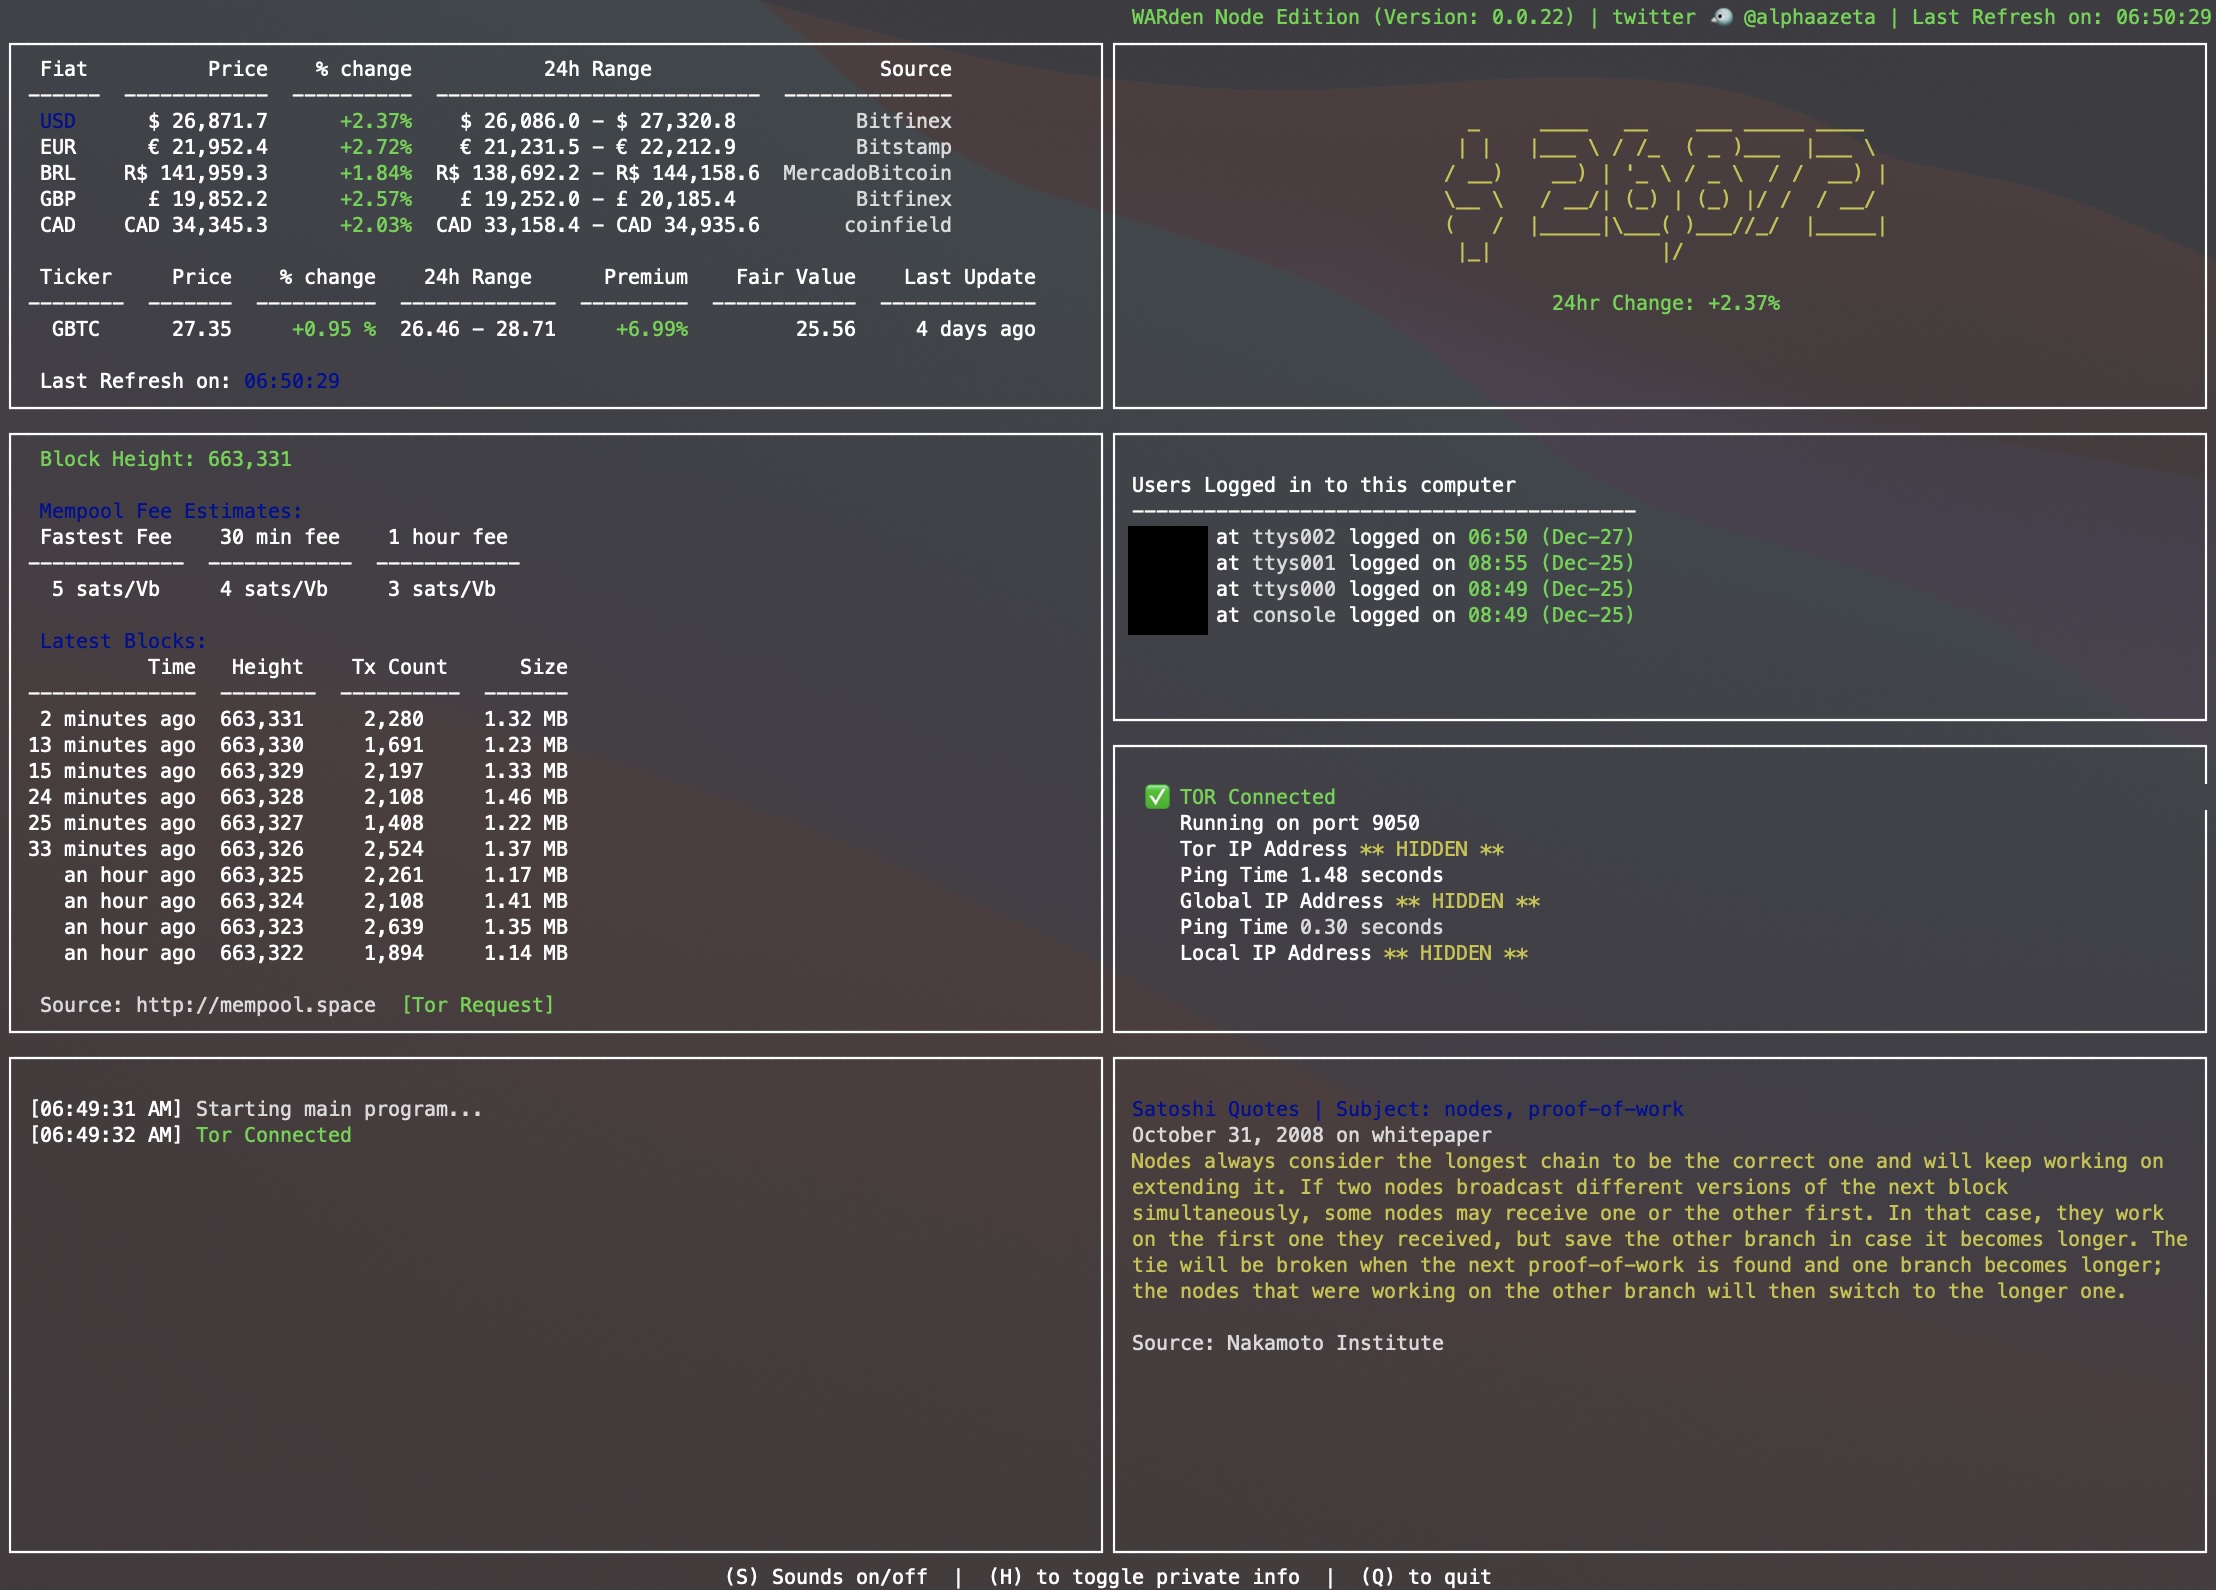 WARden Node Edition (Version: 0.0.22) | twitter 🐦 @alphaazeta | Last Refresh on: 06:50:29
Fiat Price % change 24h Range Source
USD $ 26,871.7 +2.37% $ 26,086.0 - $ 27,320.8 Bitfinex
EUR € 21,952.4 +2.72% € 21,231.5 - € 22,212.9 Bitstamp
BRL R$ 141,959.3 +1.84% R$ 138,692.2 - R$ 144,158.6 MercadoBitcoin
GBP £ 19,852.2 +2.57% £ 19,252.0 - £ 20,185.4 Bitfinex
CAD CAD 34,345.3 +2.03% CAD 33,158.4 - CAD 34,935.6 coinfield
Ticker Price % change 24h Range Premium Fair Value Last Update
GBTC 27.35 +0.95 % 26.46 - 28.71 +6.99% 25.56 4 days ago
Last Refresh on: 06:50:29
$ 26,872
24hr Change: +2.37%
Block Height: 663,331
Mempool Fee Estimates:
Fastest Fee 30 min fee 1 hour fee
5 sats/Vb 4 sats/Vb 3 sats/Vb
Latest Blocks:
Time Height Tx Count Size
2 minutes ago 663,331 2,280 1.32 MB
13 minutes ago 663,330 1,691 1.23 MB
15 minutes ago 663,329 2,197 1.33 MB
24 minutes ago 663,328 2,108 1.46 MB
25 minutes ago 663,327 1,408 1.22 MB
33 minutes ago 663,326 2,524 1.37 MB
an hour ago 663,325 2,261 1.17 MB
an hour ago 663,324 2,108 1.41 MB
an hour ago 663,323 2,639 1.35 MB
an hour ago 663,322 1,894 1.14 MB
Source: http://mempool.space [Tor Request]
Users Logged in to this computer
at ttys002 logged on 06:50 (Dec-27)
at ttys001 logged on 08:55 (Dec-25)
at ttys000 logged on 08:49 (Dec-25)
at console logged on 08:49 (Dec-25)
✅ TOR Connected
Running on port 9050
Tor IP Address ** HIDDEN **
Ping Time 1.48 seconds
Global IP Address ** HIDDEN **
Ping Time 0.30 seconds
Local IP Address ** HIDDEN **
[06:49:31 AM] Starting main program...
[06:49:32 AM] Tor Connected
Satoshi Quotes | Subject: nodes, proof-of-work
October 31, 2008 on whitepaper
Nodes always consider the longest chain to be the correct one and will keep working on
extending it. If two nodes broadcast different versions of the next block
simultaneously, some nodes may receive one or the other first. In that case, they work
on the first one they received, but save the other branch in case it becomes longer. The
tie will be broken when the next proof-of-work is found and one branch becomes longer;
the nodes that were working on the other branch will then switch to the longer one.
Source: Nakamoto Institute
(S) Sounds on/off | (H) to toggle private info | (Q) to quit